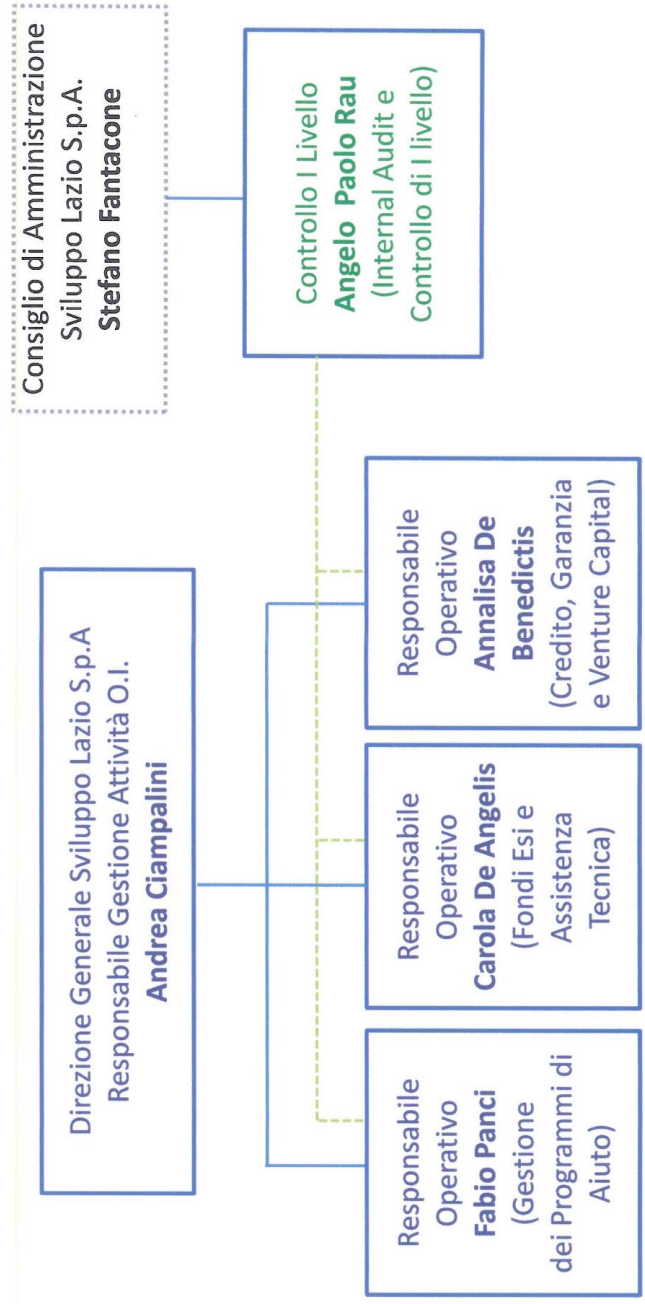 Consiglio di Amministrazione
Sviluppo Lazio S.p.A.
Stefano Fantacone
Direzione Generale Sviluppo Lazio S.p.A
Responsabile Gestione Attività O.I.
Andrea Ciampalini
Controllo I Livello
Angelo Paolo Rau
(Internal Audit e
Controllo di I livello)
Responsabile
Operativo
Fabio Panci
(Gestione
dei Programmi di
Aiuto)
Responsabile
Operativo
Carola De Angelis
(Fondi Esi e
Assistenza
Tecnica)
Responsabile
Operativo
Annalisa De
Benedictis
(Credito, Garanzia
e Venture Capital)